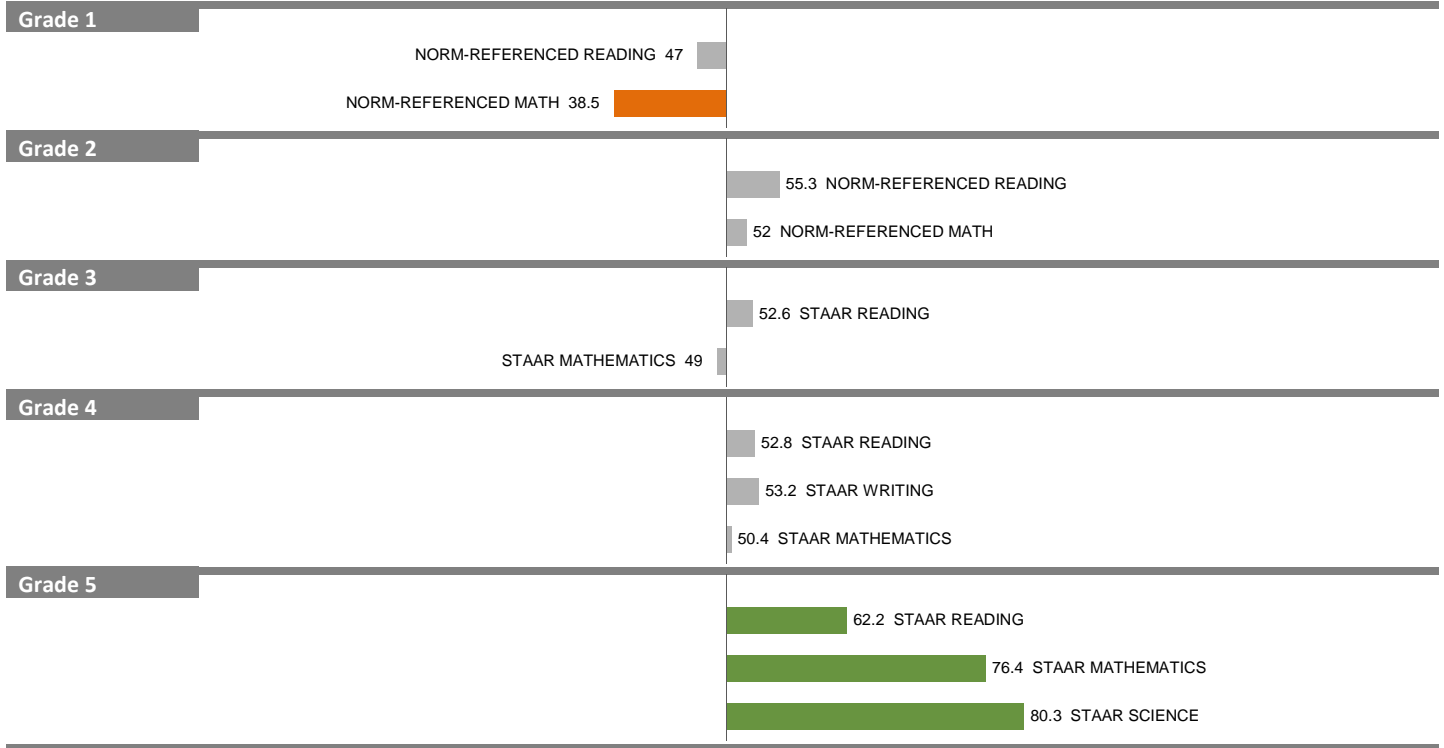 Grade 1
NORM-REFERENCED READING 47
NORM-REFERENCED MATH 38.5
Grade 2
55.3 NORM-REFERENCED READING
52 NORM-REFERENCED MATH
Grade 3
52.6 STAAR READING
STAAR MATHEMATICS 49
Grade 4
52.8 STAAR READING
53.2 STAAR WRITING
50.4 STAAR MATHEMATICS
Grade 5
62.2 STAAR READING
76.4 STAAR MATHEMATICS
80.3 STAAR SCIENCE